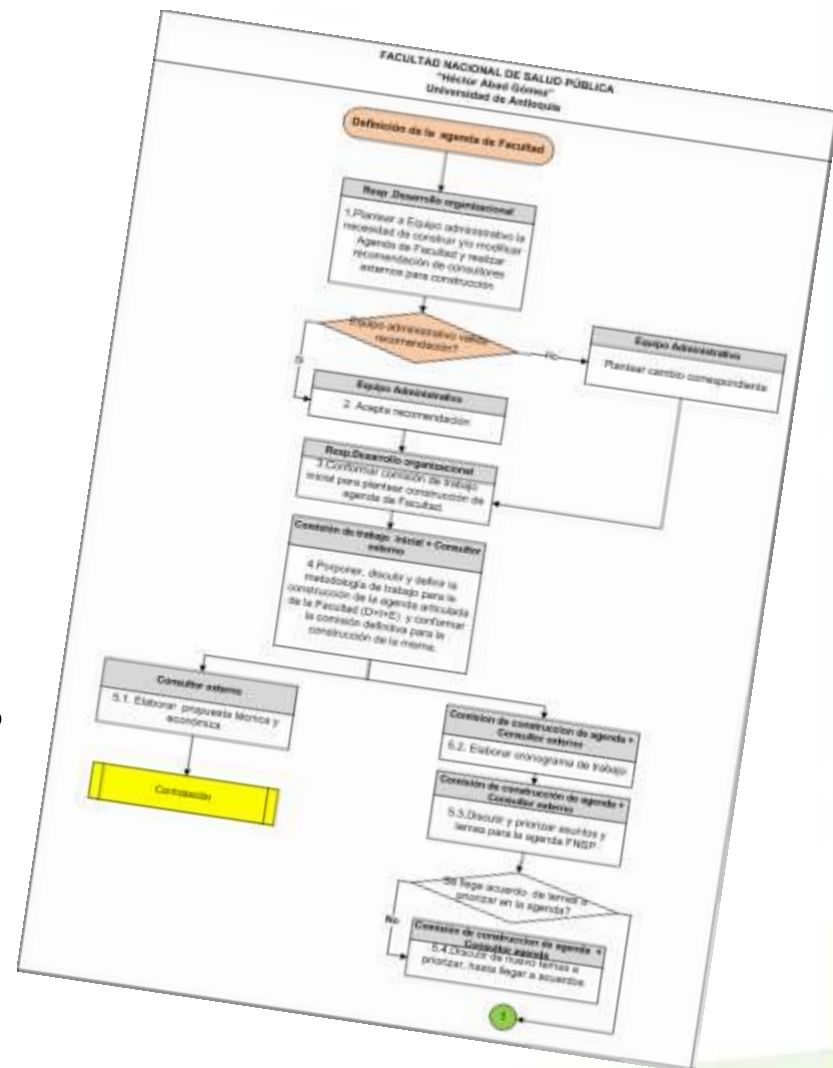 FACULTAD NACIONAL DE SALUD PÚBLICA
"Héctor Abad Gómez"
Universidad de Antioquia
Definición de la agenda de Facultad
Resp. Desarrollo organizacional
1.Plantear a Equipo administrativo la
necesidad de construir y/o modificar
Agenda de Facultad y realizar
recomendación de consultores
externos para construcción
Equipo administrativo valida
recomendación?
no
Si
Equipo Administrativo
Plantear cambio correspondiente
Equipo Administrativo
2. Acepta recomendación
Resp.Desarrollo organizacional
3.Conformar comisión de trabajo
inicial para plantear construcción de
agenda de Facultad.
Comisión de trabajo inicial + Consultor
externo
4.Porponer, discutir y definir la
metodología de trabajo para la
construcción de la agenda articulada
de la Facultad (D+I+E) y conformar
la comisión definitiva para la
construcción de la misma.
Consultor externo
5.1. Elaborar propuesta técnica y
económica
Contratación
Comision de construccion de agenda +
Consultor externo
5.2. Elaborar cronograma de trabajo
Comisión de construcción de agenda +
Consultor externo
5.3.Discutir y priorizar asuntos y
temas para la agenda FNSP
Se llega acuerdo de temas a
priorizar en la agenda?
No
Comisión de construccion de agenda +
Consultor agenda
5.4.Discutir de nuevo temas a
priorizar, hasta llegar a acuerdos